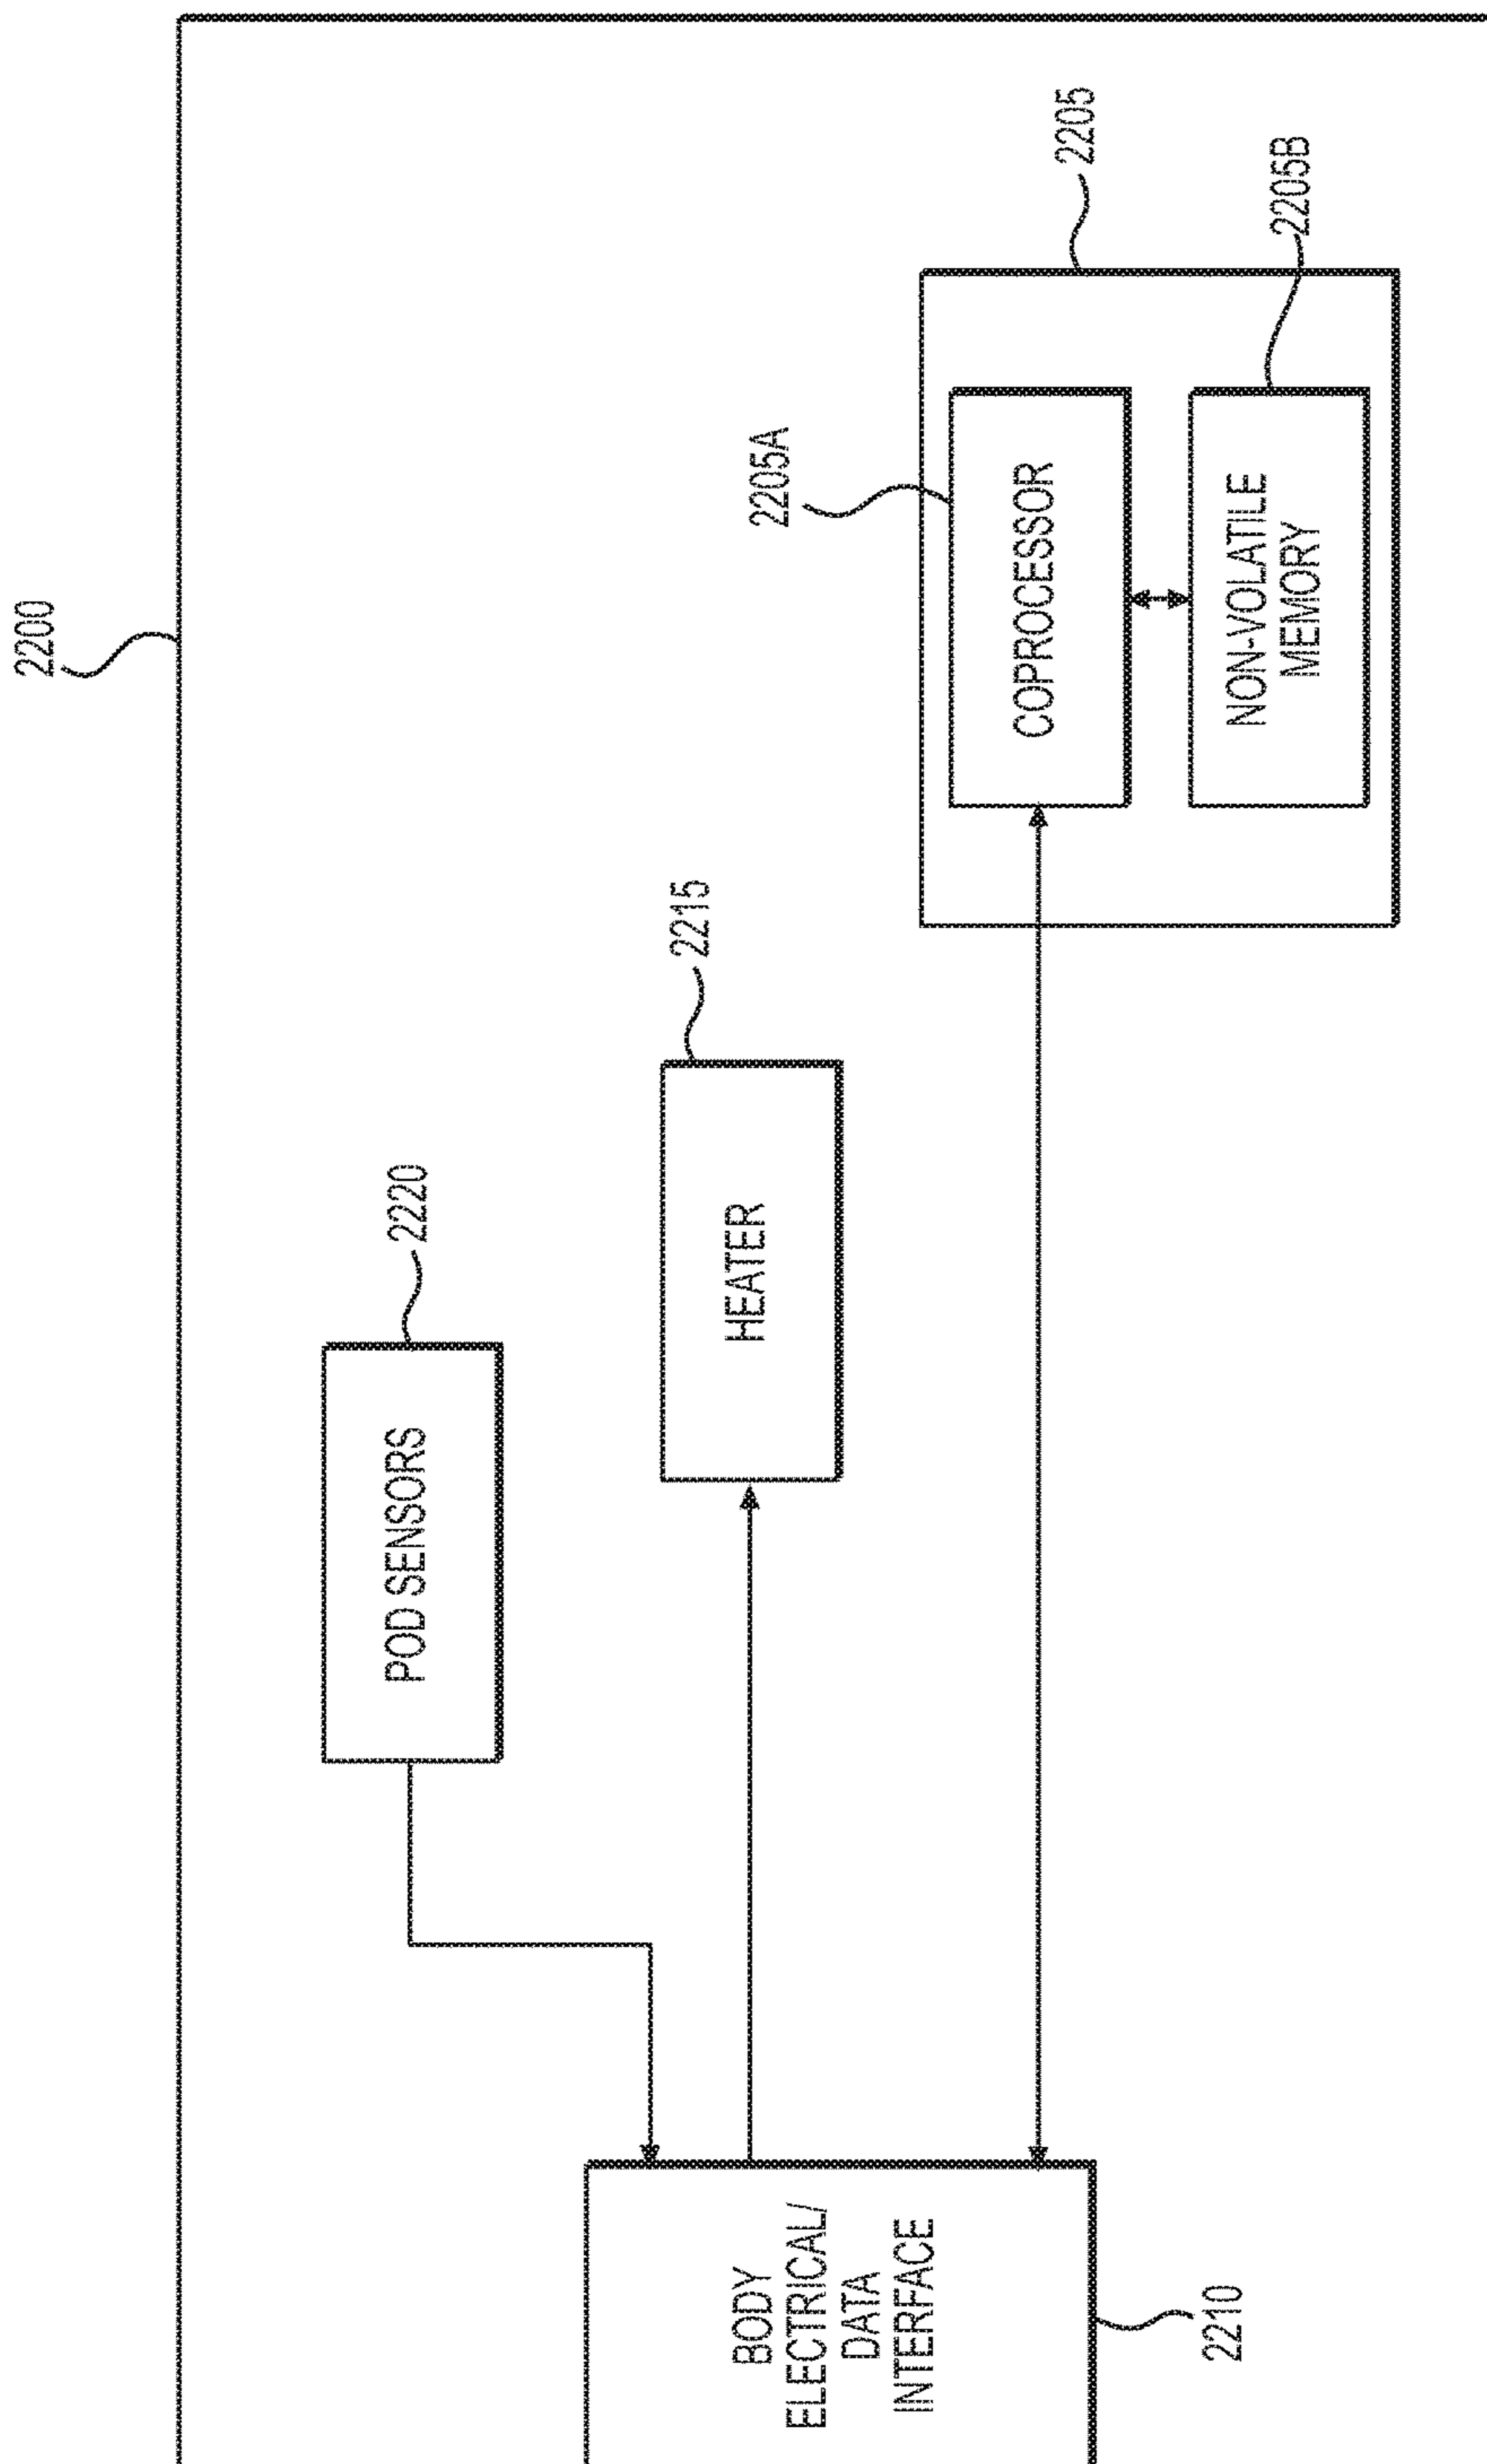 2200
2220
POD SENSORS
2215
HEATER
2205A
2205
COPROCESSOR
2205B
NON-VOLATILE
MEMORY
BODY
ELECTRICAL/
DATA
INTERFACE
2210